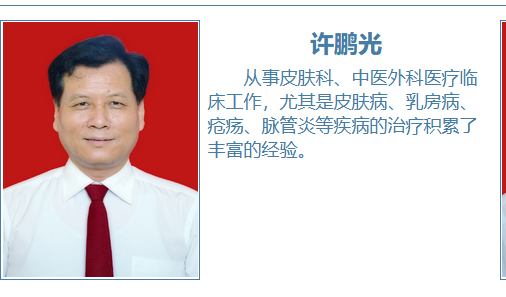 许鹏光
从事皮肤科、中医外科医疗临
床工作，尤其是皮肤病、乳房病、
疮疡、脉管炎等疾病的治疗积累了
丰富的经验。